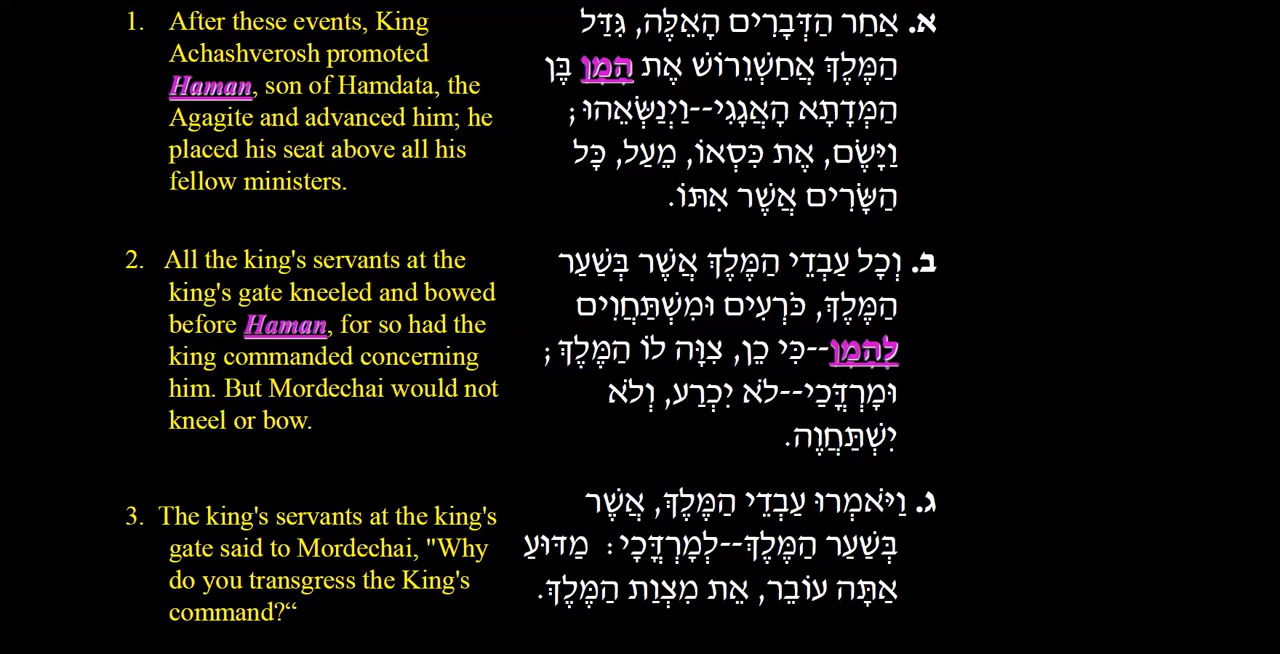 1. After these events, King
Achashverosh promoted
Haman, son of Hamdata, the
Agagite and advanced him; he
placed his seat above all his
fellow ministers.
א. אַחַר הַדְּבָרִים הָאֵלֶּה, גִּדַּל
הַמֶּלֶךְ אֲחַשְׁוֵרוֹשׁ אֶת הָמָן בֶּן
הַמְּדָתָא הָאֲגָגִי--וַיְנַשְּׂאֵהוּ;
וַיָּשֶׂם, אֶת כִּסְאוֹ, מֵעַל, כָּל
הַשָּׂרִים אֲשֶׁר אִתּוֹ.
2. All the king's servants at the
king's gate kneeled and bowed
before Haman, for so had the
king commanded concerning
him. But Mordechai would not
kneel or bow.
ב. וְכָל עַבְדֵי הַמֶּלֶךְ אֲשֶׁר בְּשַׁעַר
הַמֶּלֶךְ, כֹּרְעִים וּמִשְׁתַּחֲוִים
לְהָמָן--כִּי כֵן, צִוָּה לוֹ הַמֶּלֶךְ;
וּמָרְדֳּכַי--לֹא יִכְרַע, וְלֹא
יִשְׁתַּחֲוֶה.
3. The king's servants at the king's
gate said to Mordechai, "Why
do you transgress the King's
command?“
ג. וַיֹּאמְרוּ עַבְדֵי הַמֶּלֶךְ, אֲשֶׁר
בְּשַׁעַר הַמֶּלֶךְ--לְמָרְדֳּכָי: מַדּוּעַ
אַתָּה עוֹבֵר, אֵת מִצְוַת הַמֶּלֶךְ.